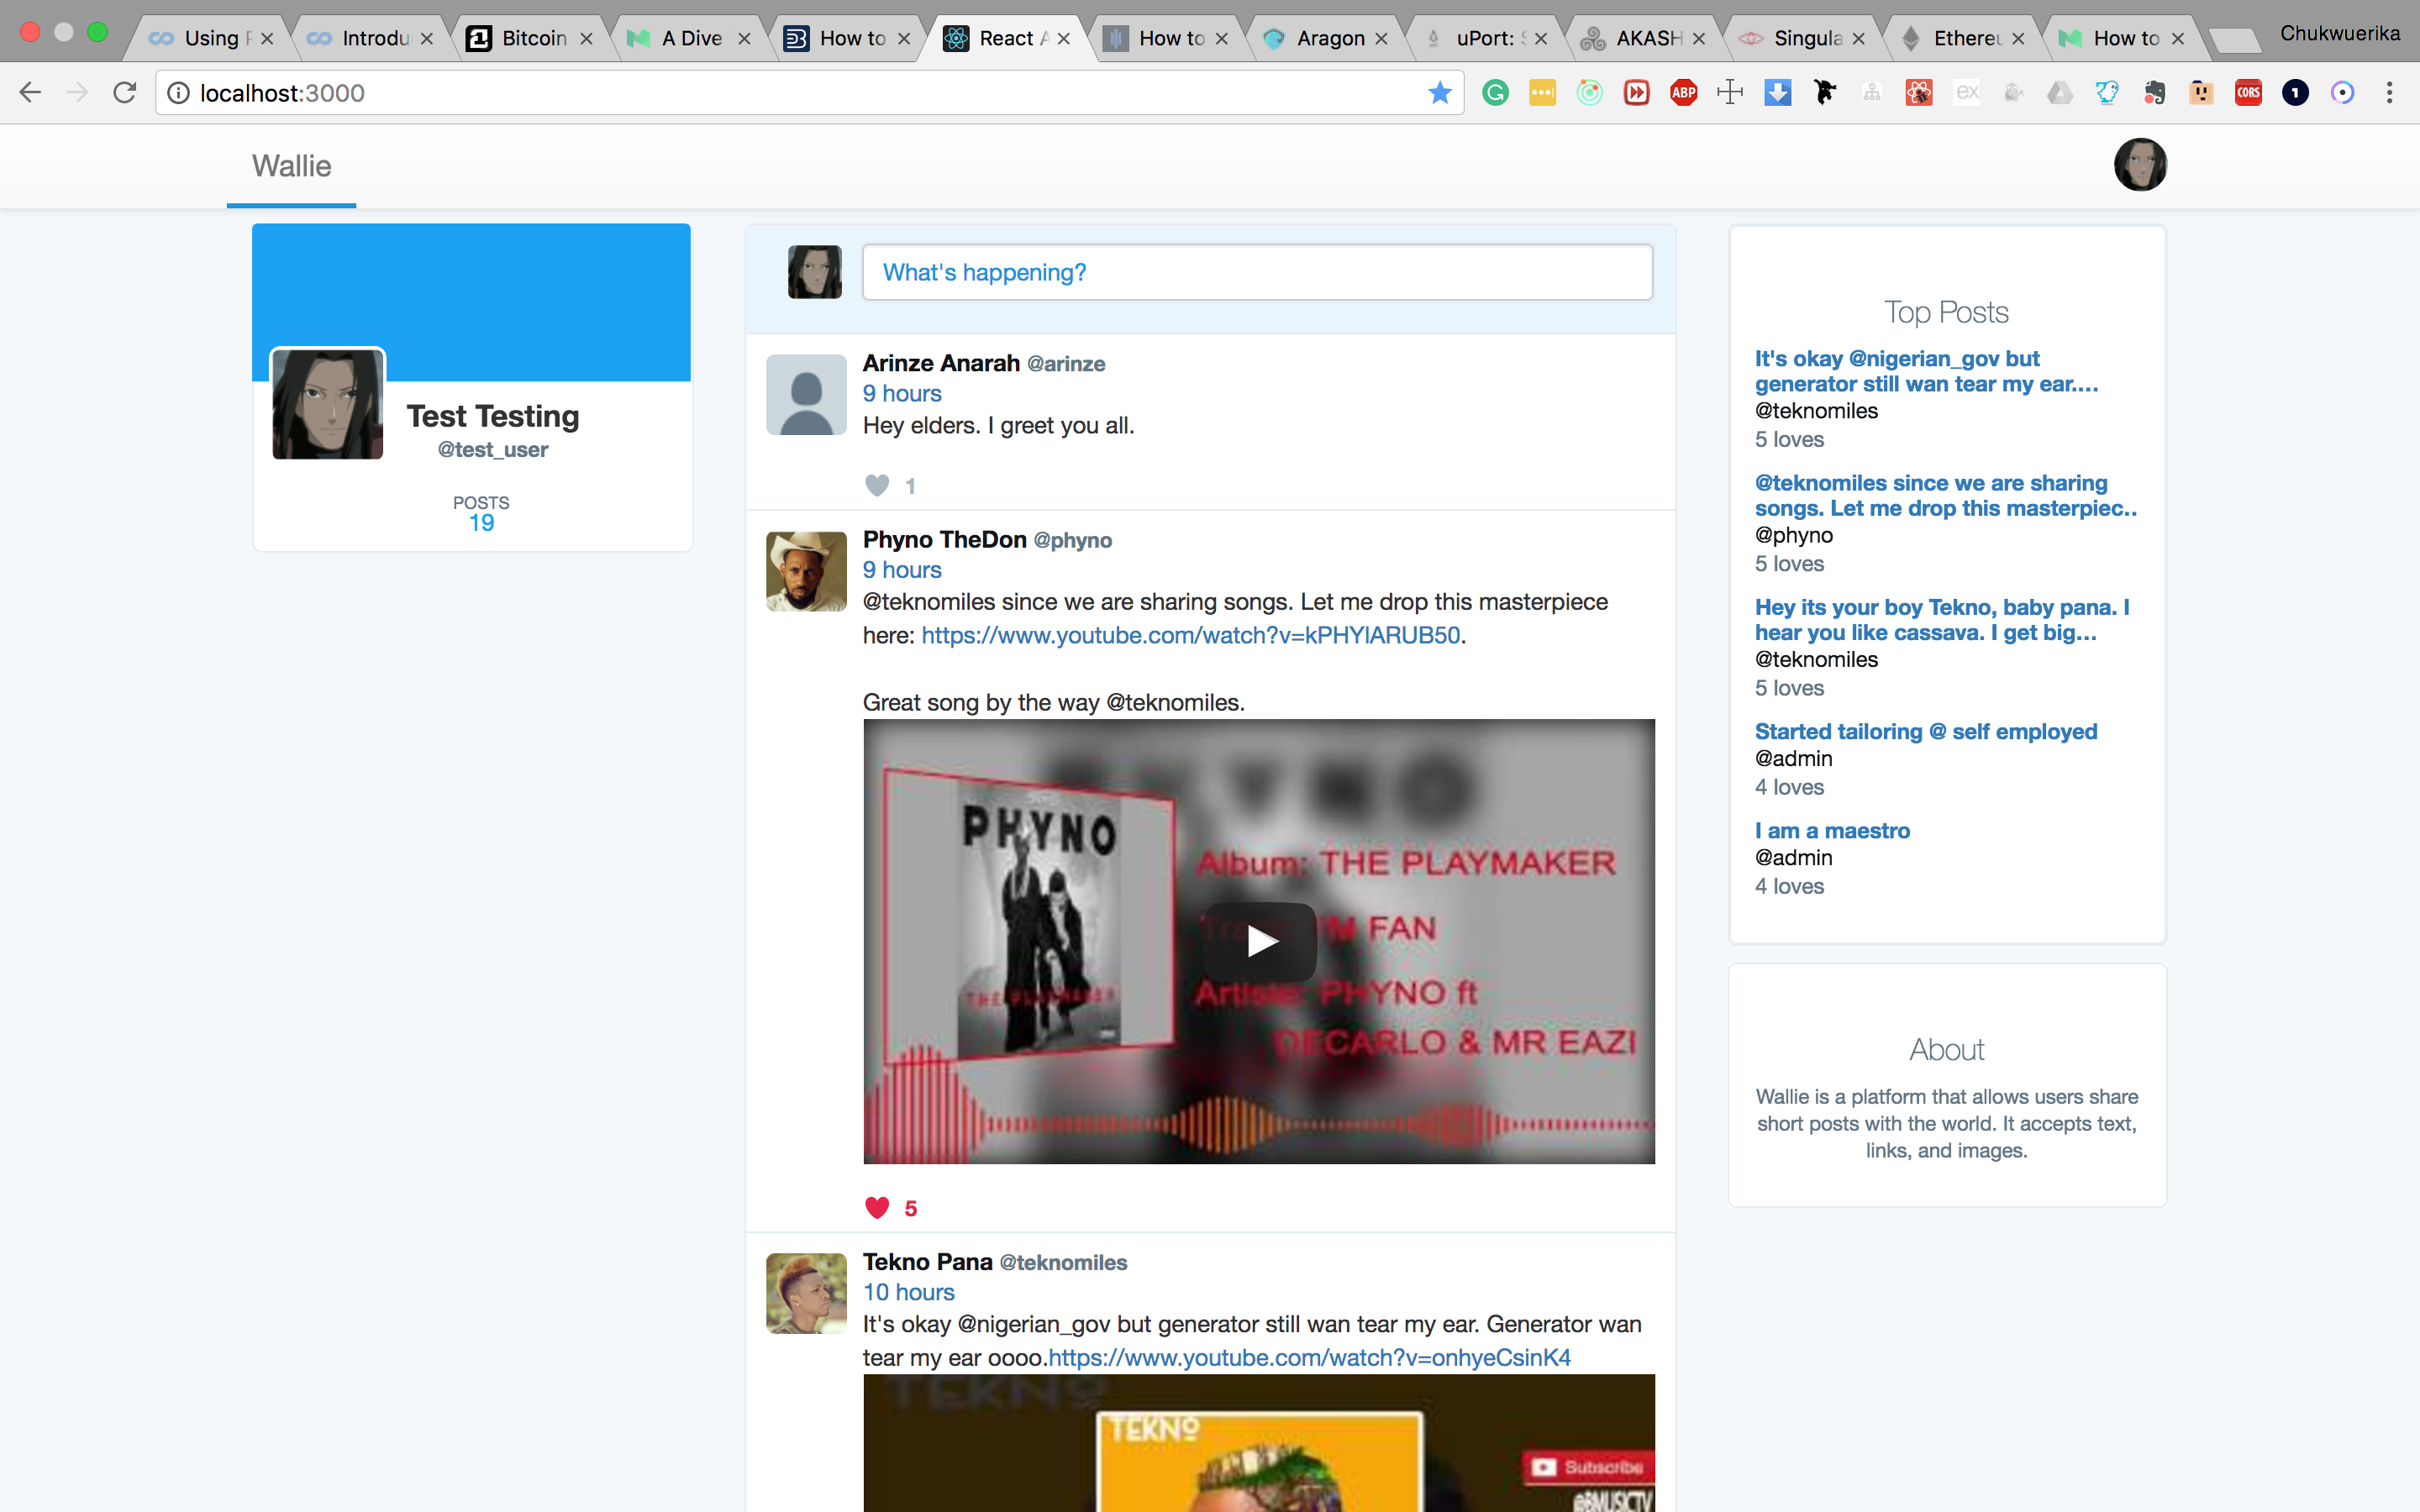 Using
Introdu
Bitcoin
A Dive
How to
React A
How to
Aragon
uPort: S
AKASH
Singula
Ethereu
How to
Chukwuerika
localhost:3000
ABP
CORS
Wallie
Test Testing
@test_user
POSTS
19
What's happening?
Arinze Anarah @arinze
9 hours
Hey elders. I greet you all.
1
Phyno TheDon @phyno
9 hours
@teknomiles since we are sharing songs. Let me drop this masterpiece
here: https://www.youtube.com/watch?v=kPHYlARUB50.
Great song by the way @teknomiles.
PHYNO
THE PLAYMAKER
Album: THE PLAYMAKER
FAN
Artiste: PHYNO ft
DECARLO & MR EAZI
5
Tekno Pana @teknomiles
10 hours
It's okay @nigerian_gov but generator still wan tear my ear. Generator wan
tear my ear oooo.https://www.youtube.com/watch?v=onhyeCsinK4
TEKNO
TEKNO
Subscribe
@BMUSICTV
Top Posts
It's okay @nigerian_gov but
generator still wan tear my ear....
@teknomiles
5 loves
@teknomiles since we are sharing
songs. Let me drop this masterpiec..
@phyno
5 loves
Hey its your boy Tekno, baby pana. I
hear you like cassava. I get big...
@teknomiles
5 loves
Started tailoring @ self employed
@admin
4 loves
I am a maestro
@admin
4 loves
About
Wallie is a platform that allows users share
short posts with the world. It accepts text,
links, and images.